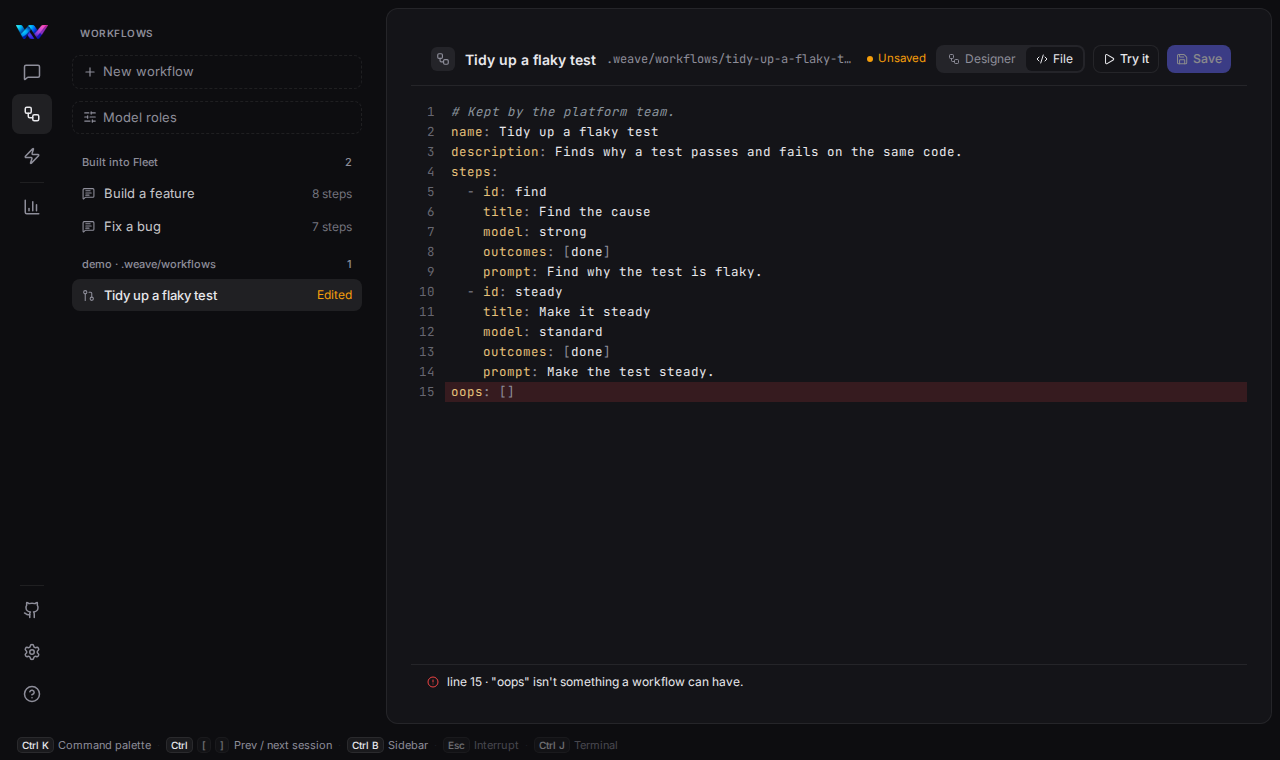 WORKFLOWS
New workflow
Model roles
Built into Fleet 2
Build a feature 8 steps
Fix a bug 7 steps
demo · .weave/workflows 1
Tidy up a flaky test Edited
Tidy up a flaky test .weave/workflows/tidy-up-a-flaky-t… Unsaved Designer File Try it Save
1 # Kept by the platform team.
2 name: Tidy up a flaky test
3 description: Finds why a test passes and fails on the same code.
4 steps:
5 - id: find
6 title: Find the cause
7 model: strong
8 outcomes: [done]
9 prompt: Find why the test is flaky.
10 - id: steady
11 title: Make it steady
12 model: standard
13 outcomes: [done]
14 prompt: Make the test steady.
15 oops: []
line 15 · "oops" isn't something a workflow can have.
Ctrl K Command palette Ctrl [ ] Prev / next session Ctrl B Sidebar Esc Interrupt Ctrl J Terminal